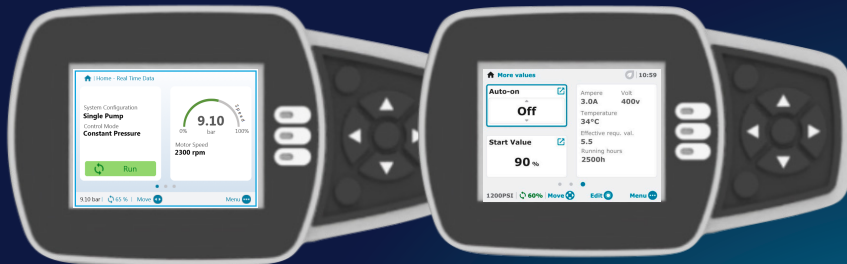 | Home - Real Time Data
System Configuration
Single Pump
Control Mode
Constant Pressure
Run
Speed
9.10
0%
bar
100%
Motor Speed
2300 rpm
9.10 bar | 65 % | Move
Menu
More values
10:59
Auto-on
Off
Start Value
90 %
Ampere Volt
3.0A 400v
Temperature
34°C
Effective requ. val.
5.5
Running hours
2500h
1200PSI | 60% | Move Edit Menu